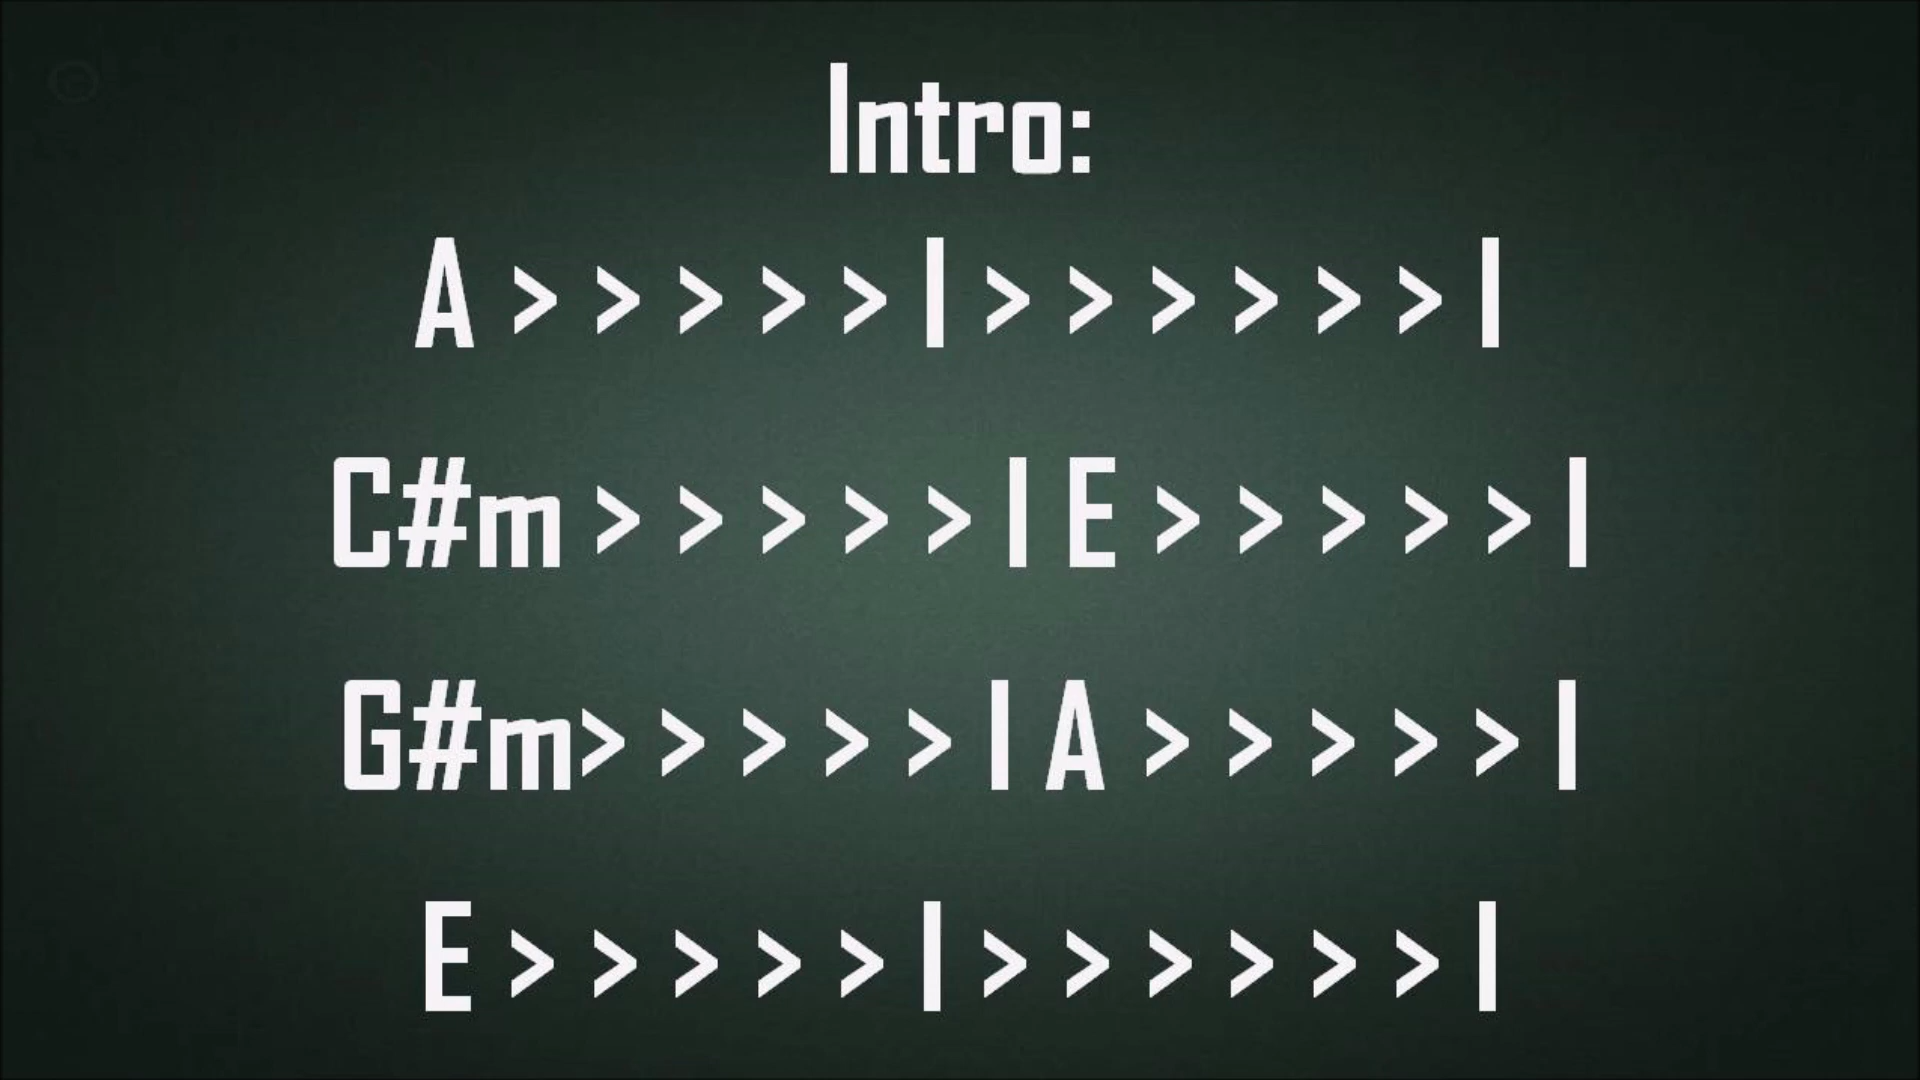 Intro:
A > > > > > | > > > > > > |
C#m > > > > > | E > > > > > |
G#m> > > > > | A > > > > > |
E > > > > > | > > > > > > |